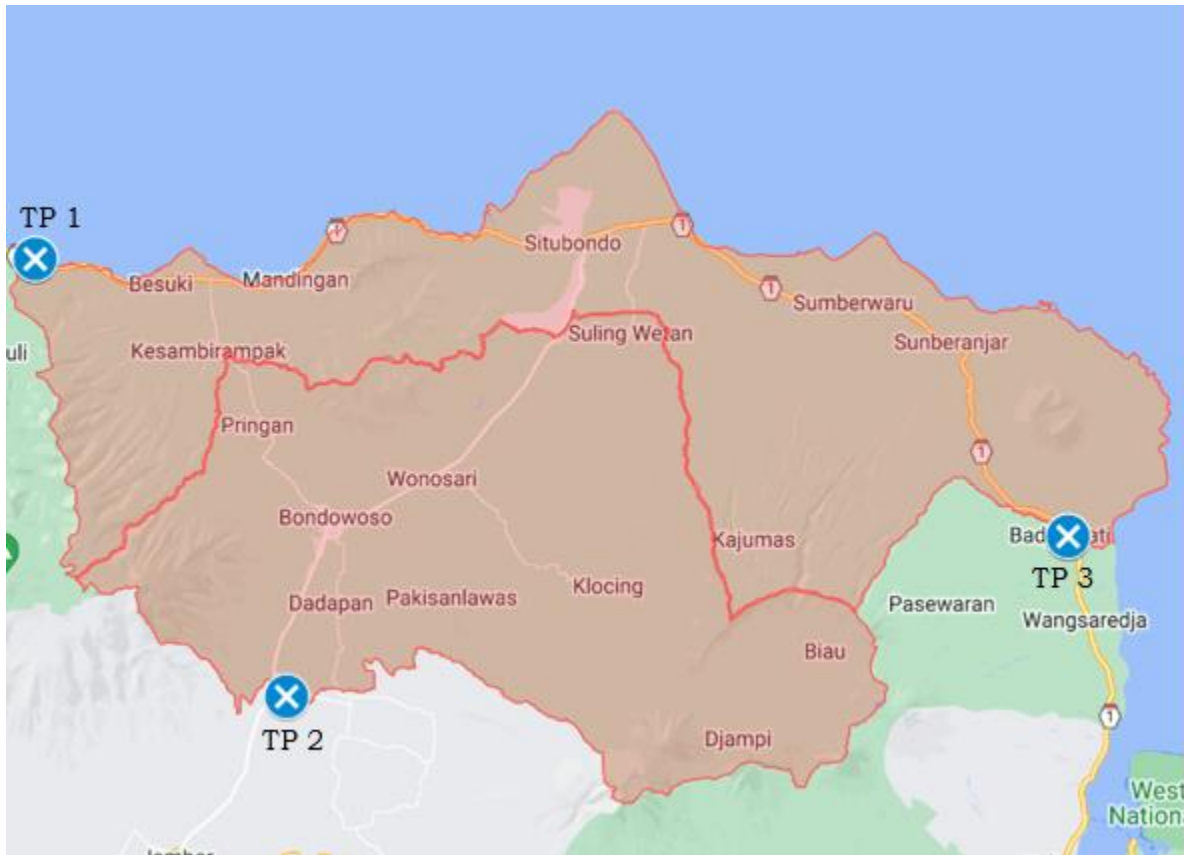 TP 1
Besuki
Mandingan
Situbondo
1
1
Sumberwaru
Suling Wetan
Sunberanjar
uli
Kesambirampak
Pringan
1
Wonosari
Bondowoso
Kajumas
TP 3
Klocing
Pakisanlawas
Dadapan
Pasewaran
Wangsaredja
Biau
TP 2
Djampi
1
West
Nationa